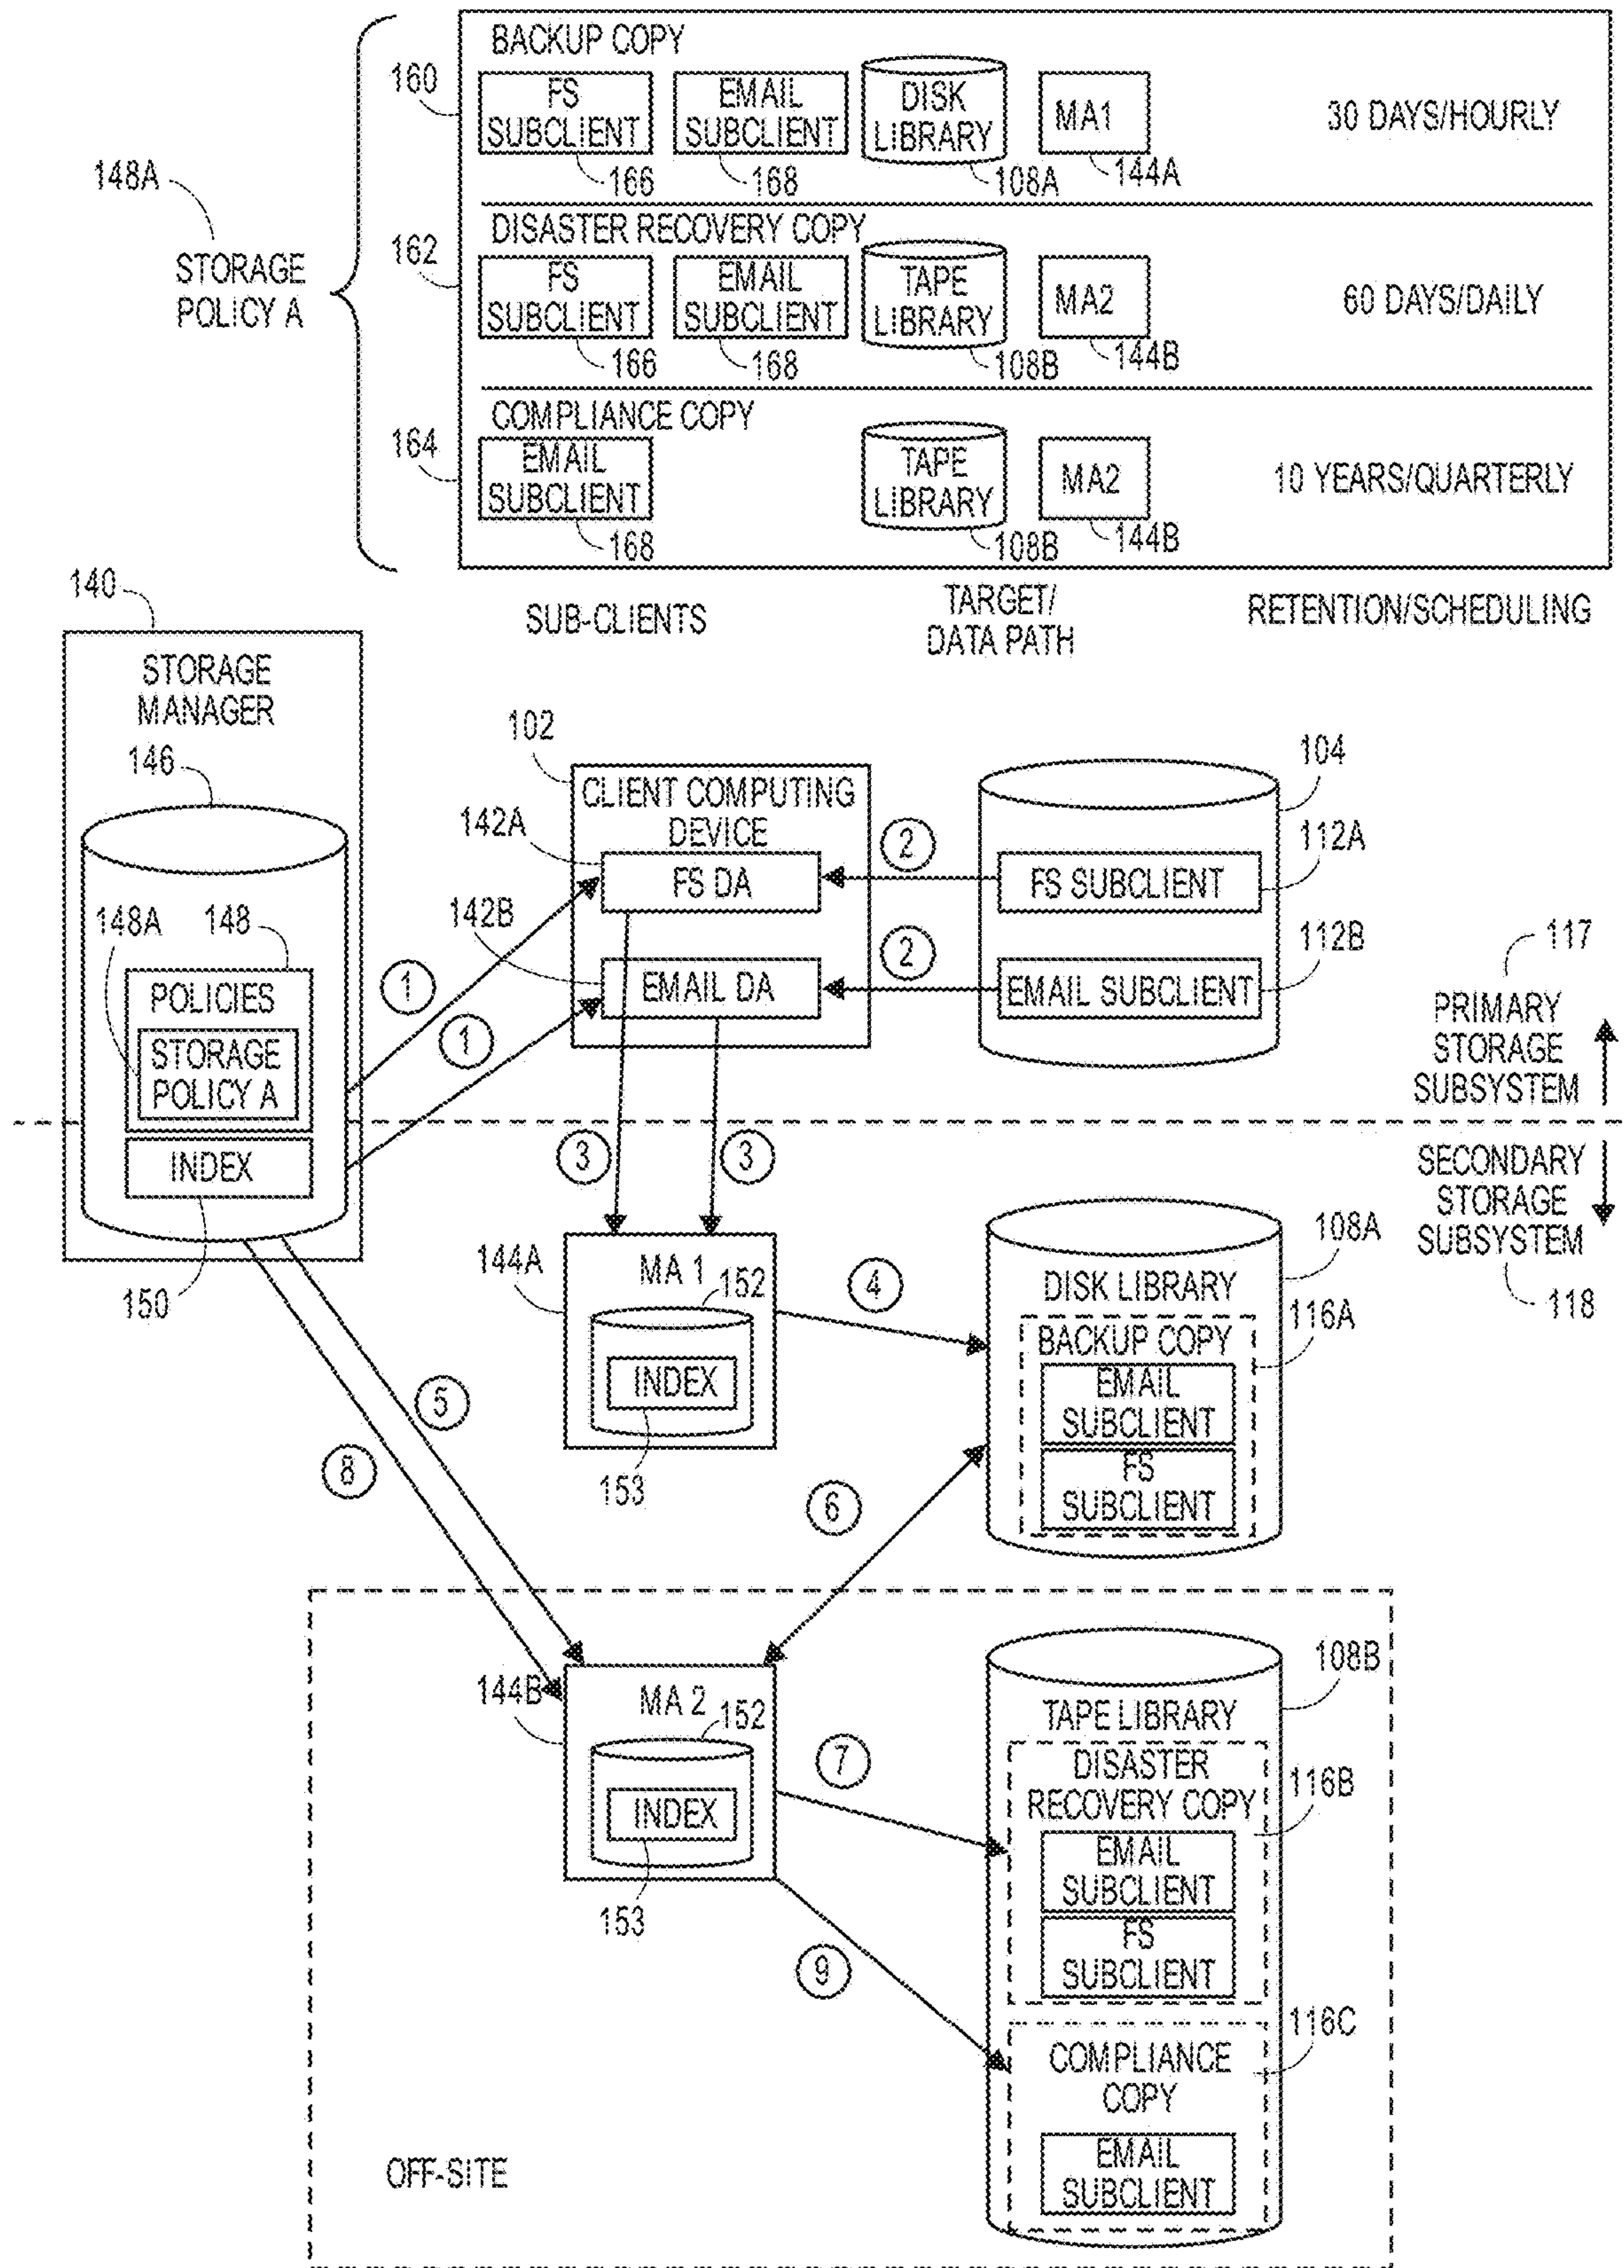 BACKUP COPY
160
FS
SUBCLIENT
166
EMAIL
SUBCLIENT
168
DISK
LIBRARY
108A
MA1
144A
30 DAYS/HOURLY
148A
STORAGE
POLICY A
DISASTER RECOVERY COPY
162
FS
SUBCLIENT
166
EMAIL
SUBCLIENT
168
TAPE
LIBRARY
108B
MA2
144B
60 DAYS/DAILY
COMPLIANCE COPY
164
EMAIL
SUBCLIENT
168
TAPE
LIBRARY
108B
MA2
144B
10 YEARS/QUARTERLY
SUB-CLIENTS
TARGET/
DATA PATH
RETENTION/SCHEDULING
140
STORAGE
MANAGER
146
148A
148
POLICIES
STORAGE
POLICY A
INDEX
150
102
CLIENT COMPUTING
DEVICE
142A
FS DA
142B
EMAIL DA
1
1
2
2
104
FS SUBCLIENT
112A
EMAIL SUBCLIENT
112B
117
PRIMARY
STORAGE
SUBSYSTEM
SECONDARY
STORAGE
SUBSYSTEM
118
3
3
144A
MA 1
152
INDEX
153
4
108A
DISK LIBRARY
116A
BACKUP COPY
EMAIL
SUBCLIENT
FS
SUBCLIENT
5
8
6
144B
MA 2
152
INDEX
153
7
9
108B
TAPE LIBRARY
DISASTER
RECOVERY COPY
116B
EMAIL
SUBCLIENT
FS
SUBCLIENT
116C
COMPLIANCE
COPY
EMAIL
SUBCLIENT
OFF-SITE